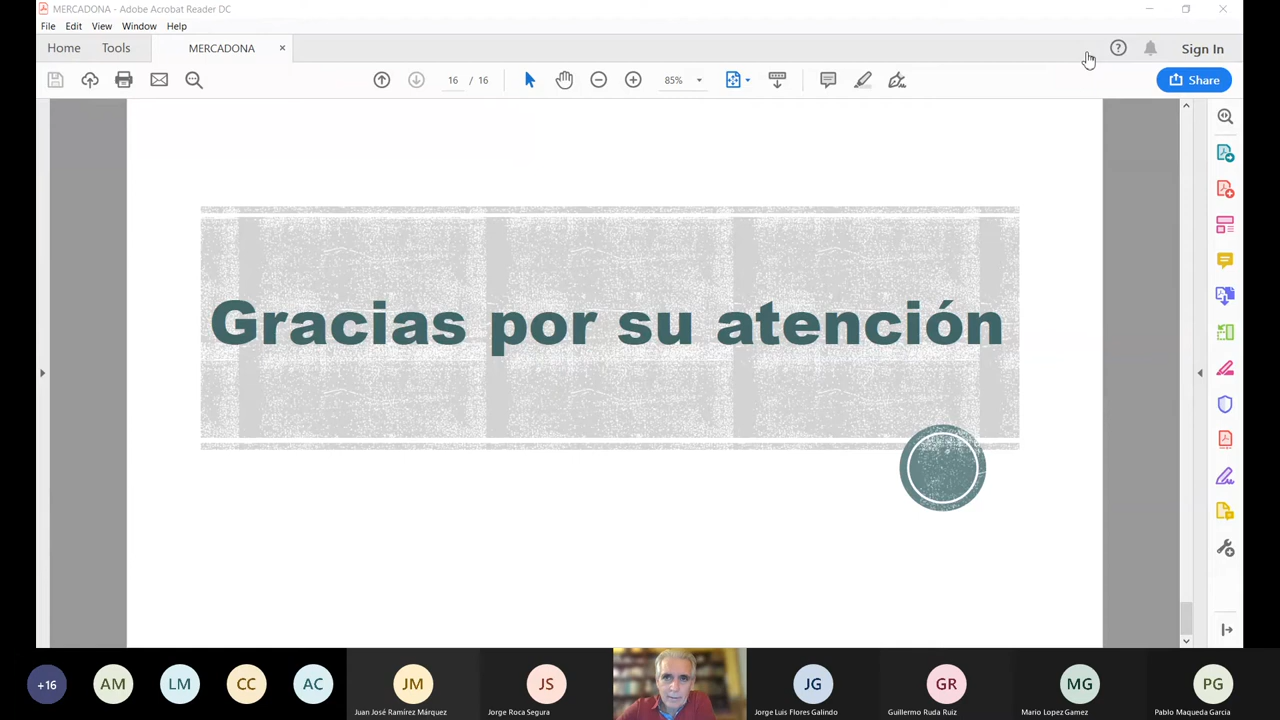 MERCADONA - Adobe Acrobat Reader DC
File Edit View Window Help
Home Tools MERCADONA × Sign In
16 / 16 85% Share
Gracias por su atención
+16 AM LM CC AC JM JS JG GR MG PG
Juan José Ramírez Márquez Jorge Roca Segura Jorge Luis Flores Galindo Guillermo Ruda Ruiz Mario Lopez Gamez Pablo Maqueda García